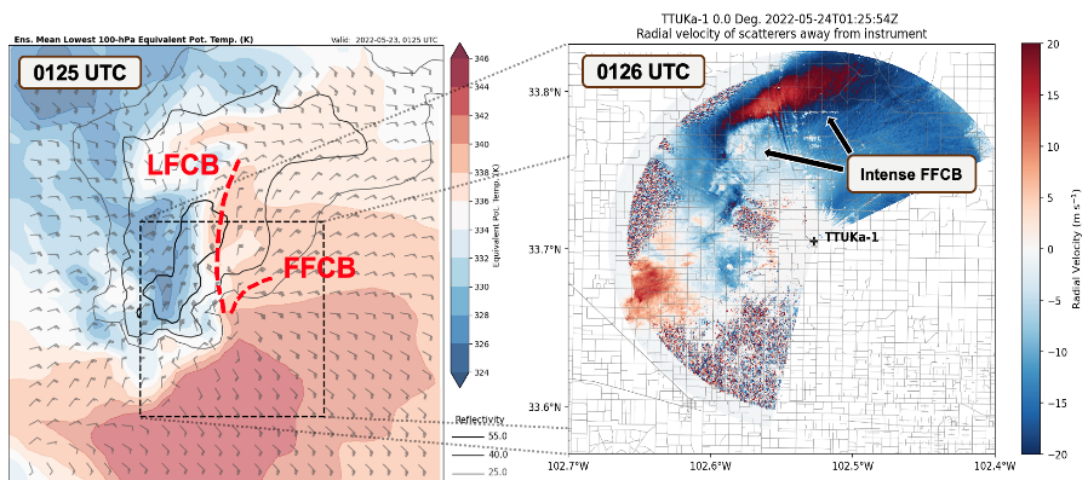 Ens. Mean Lowest 100-hPa Equivalent Pot. Temp. (K)
Valid: 2022-05-23, 0125 UTC
0125 UTC
LFCB
FFCB
346
344
342
340
338
336
334
332
330
328
326
324
Equivalent Pot. Temp. (K)
Reflectivity
55.0
40.0
25.0
TTUKa-1 0.0 Deg. 2022-05-24T01:25:54Z
Radial velocity of scatterers away from instrument
0126 UTC
Intense FFCB
TTUKa-1
33.8°N
33.7°N
33.6°N
102.7°W
102.6°W
102.5°W
102.4°W
20
15
10
5
0
−5
−10
−15
−20
Radial Velocity (m s⁻¹)